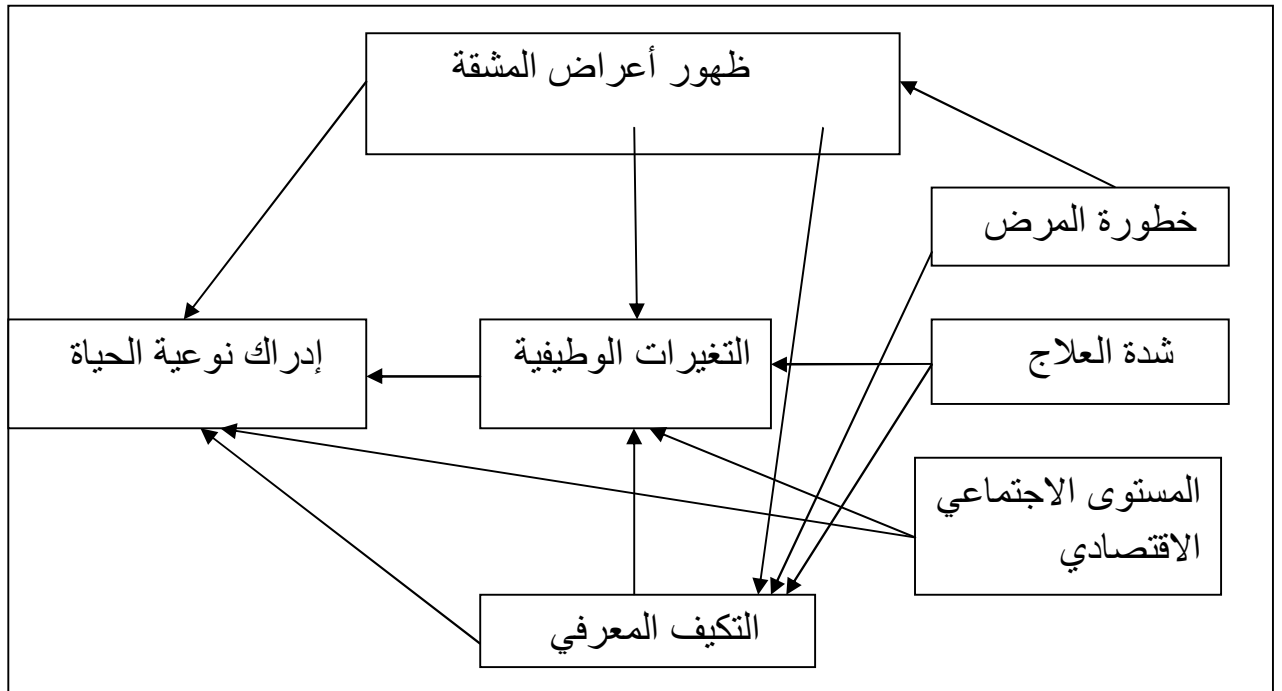 ظهور أعراض المشقة
خطورة المرض
شدة العلاج
التغيرات الوظيفية
إدراك نوعية الحياة
المستوى الاجتماعي
الاقتصادي
التكيف المعرفي